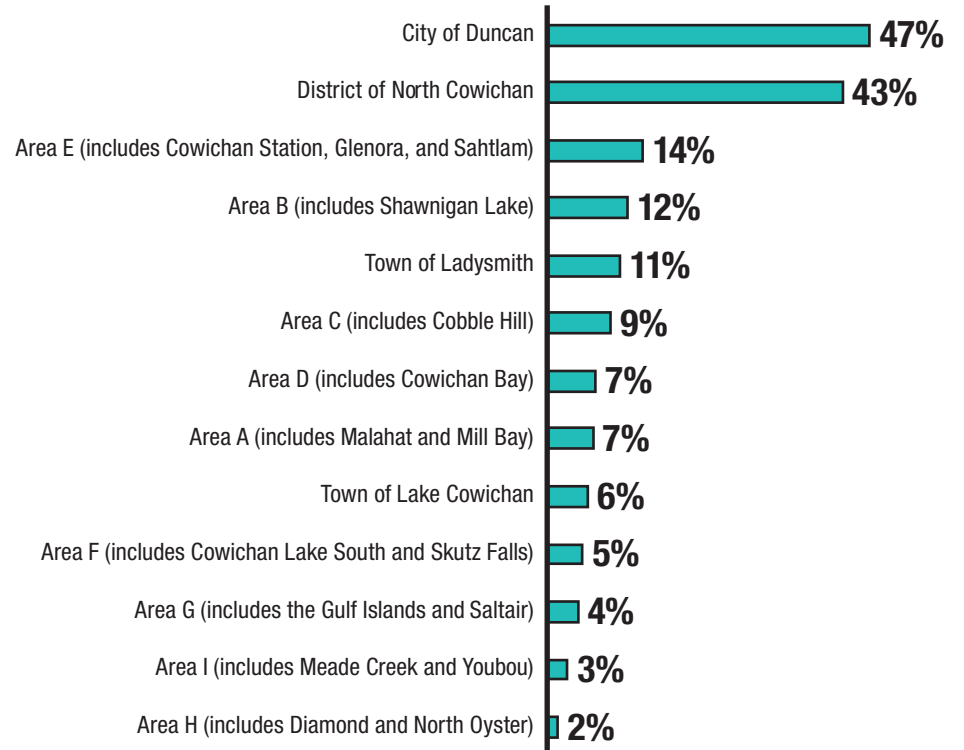 City of Duncan 47%
District of North Cowichan 43%
Area E (includes Cowichan Station, Glenora, and Sahtlam) 14%
Area B (includes Shawnigan Lake) 12%
Town of Ladysmith 11%
Area C (includes Cobble Hill) 9%
Area D (includes Cowichan Bay) 7%
Area A (includes Malahat and Mill Bay) 7%
Town of Lake Cowichan 6%
Area F (includes Cowichan Lake South and Skutz Falls) 5%
Area G (includes the Gulf Islands and Saltair) 4%
Area I (includes Meade Creek and Youbou) 3%
Area H (includes Diamond and North Oyster) 2%